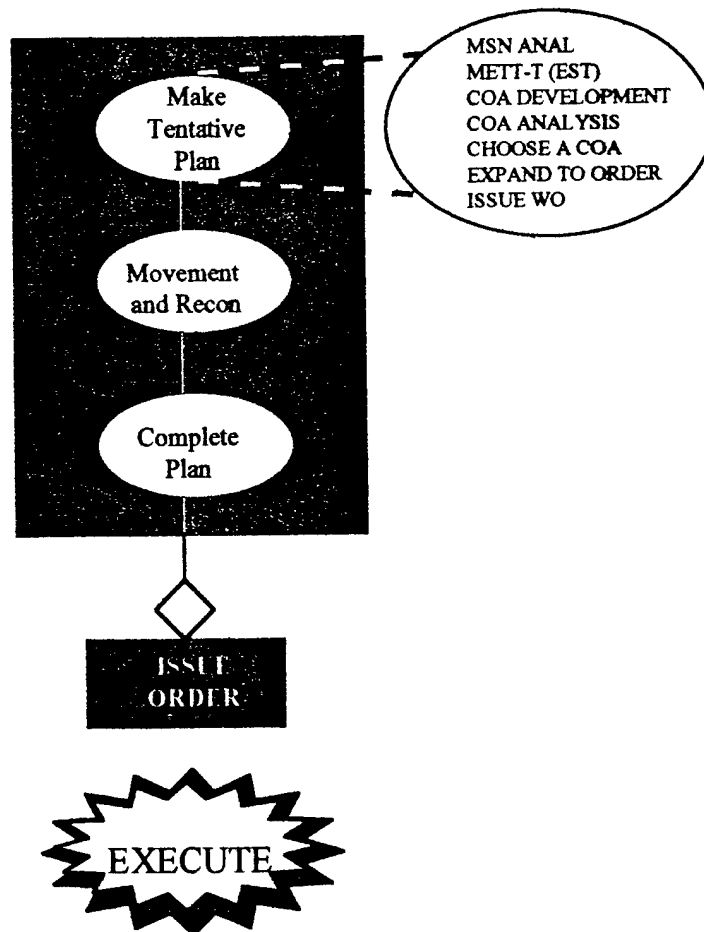 Make
Tentative
Plan
MSN ANAL
METT-T (EST)
COA DEVELOPMENT
COA ANALYSIS
CHOOSE A COA
EXPAND TO ORDER
ISSUE WO
Movement
and Recon
Complete
Plan
ISSUE
ORDER
EXECUTE